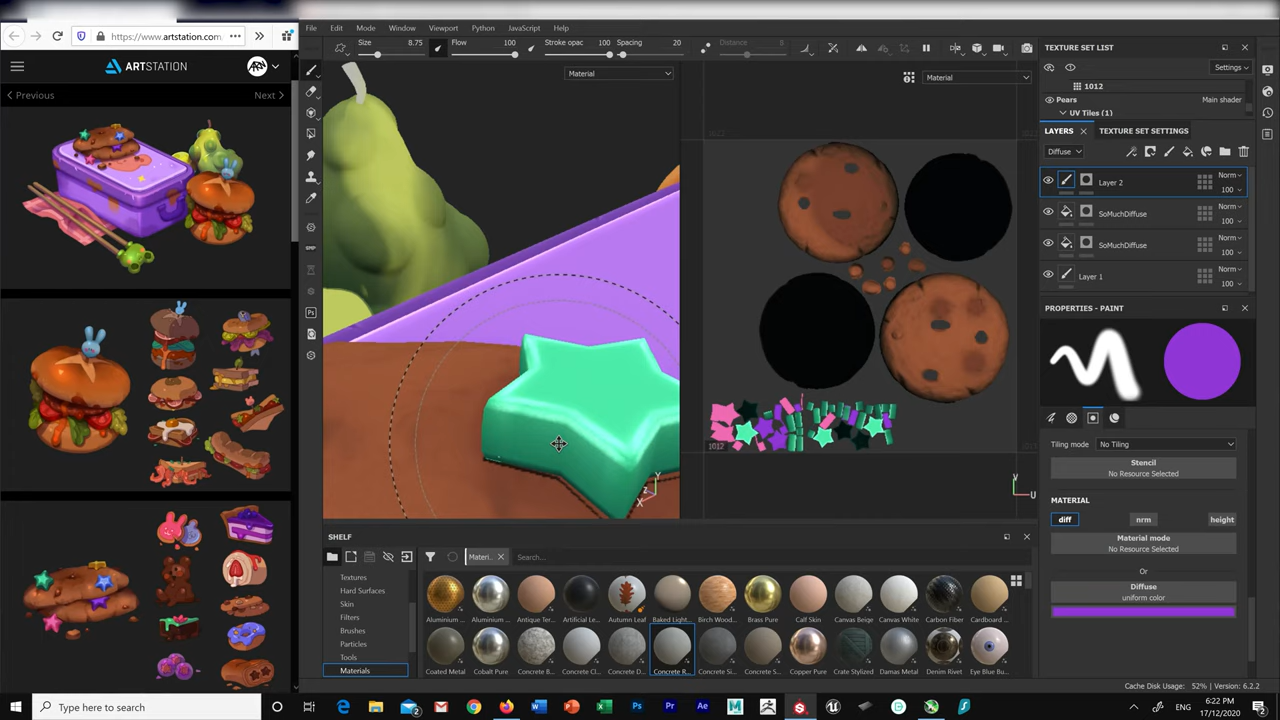 https://www.artstation.com
ARTSTATION
Previous
Next
File Edit Mode Window Viewport Python JavaScript Help
Size 8.75 Flow 100 Stroke opac 100 Spacing 20 Distance 8
Material
Material
1012
Y
Z
X
V
U
TEXTURE SET LIST
Settings
1012
Pears Main shader
UV Tiles (1)
LAYERS TEXTURE SET SETTINGS
Diffuse
Layer 2 Norm 100
SoMuchDiffuse Norm 100
SoMuchDiffuse Norm 100
Layer 1 Norm 100
PROPERTIES - PAINT
Tiling mode No Tiling
Stencil
No Resource Selected
MATERIAL
diff nrm height
Material mode
No Resource Selected
Or
Diffuse
uniform color
SHELF
Materi... Search...
Textures
Hard Surfaces
Skin
Filters
Brushes
Particles
Tools
Materials
Aluminium ... Aluminium ... Antique Ter... Artificial Le... Autumn Leaf Baked Light... Birch Wood... Brass Pure Calf Skin Canvas Beige Canvas White Carbon Fiber Cardboard ...
Coated Metal Cobalt Pure Concrete B... Concrete Cl... Concrete D... Concrete R... Concrete Si... Concrete S... Copper Pure Crate Stylized Damas Metal Denim Rivet Eye Blue Bu...
Cache Disk Usage: 52% | Version: 6.2.2
Type here to search
ENG
6:22 PM
17/12/2020